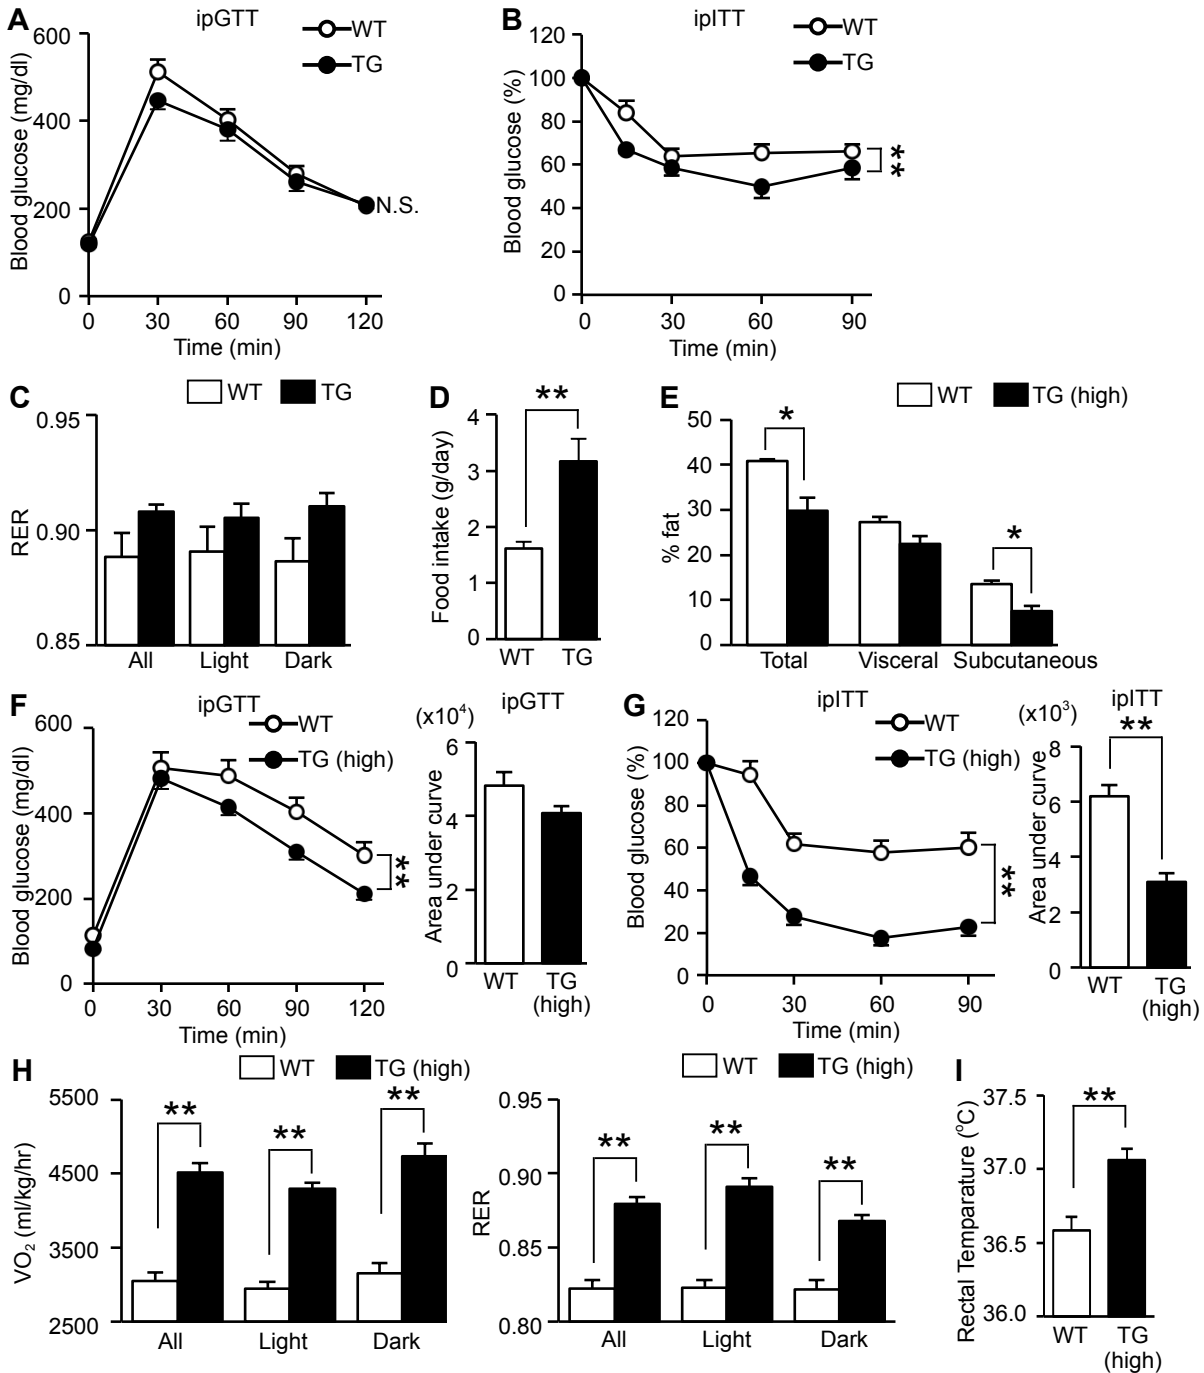 A
ipGTT
WT
TG
Blood glucose (mg/dl)
600
400
200
0
N.S.
0 30 60 90 120
Time (min)
B
ipITT
WT
TG
Blood glucose (%)
120
100
80
60
40
20
0
**
0 30 60 90
Time (min)
C
WT TG
RER
0.95
0.90
0.85
All Light Dark
D
**
Food intake (g/day)
4
3
2
1
0
WT TG
E
WT TG (high)
% fat
50
40
30
20
10
0
*
*
Total Visceral Subcutaneous
F
ipGTT
WT
TG (high)
Blood glucose (mg/dl)
600
400
200
0
**
0 30 60 90 120
Time (min)
(x10⁴) ipGTT
Area under curve
6
4
2
0
WT TG
(high)
G
ipITT
WT
TG (high)
Blood glucose (%)
120
100
80
60
40
20
0
**
0 30 60 90
Time (min)
(x10³) ipITT
**
Area under curve
8
6
4
2
0
WT TG
(high)
H
WT TG (high)
VO₂ (ml/kg/hr)
5500
4500
3500
2500
** ** **
All Light Dark
WT TG (high)
RER
0.95
0.90
0.85
0.80
** ** **
All Light Dark
I
**
Rectal Temparature (°C)
37.5
37.0
36.5
36.0
WT TG
(high)